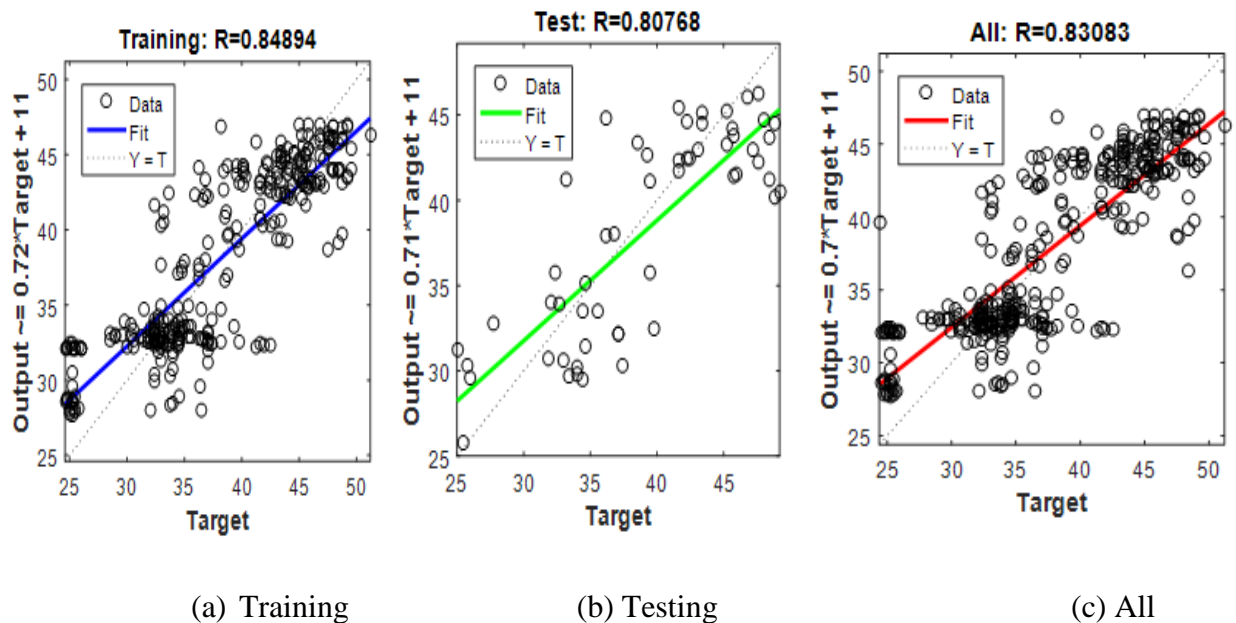 Training: R=0.84894
Output ~= 0.72*Target + 11
50
45
40
35
30
25
Data
Fit
Y = T
25 30 35 40 45 50
Target
Test: R=0.80768
Output ~= 0.71*Target + 11
45
40
35
30
25
Data
Fit
Y = T
25 30 35 40 45
Target
All: R=0.83083
Output ~= 0.7*Target + 11
50
45
40
35
30
25
Data
Fit
Y = T
25 30 35 40 45 50
Target
(a) Training (b) Testing (c) All